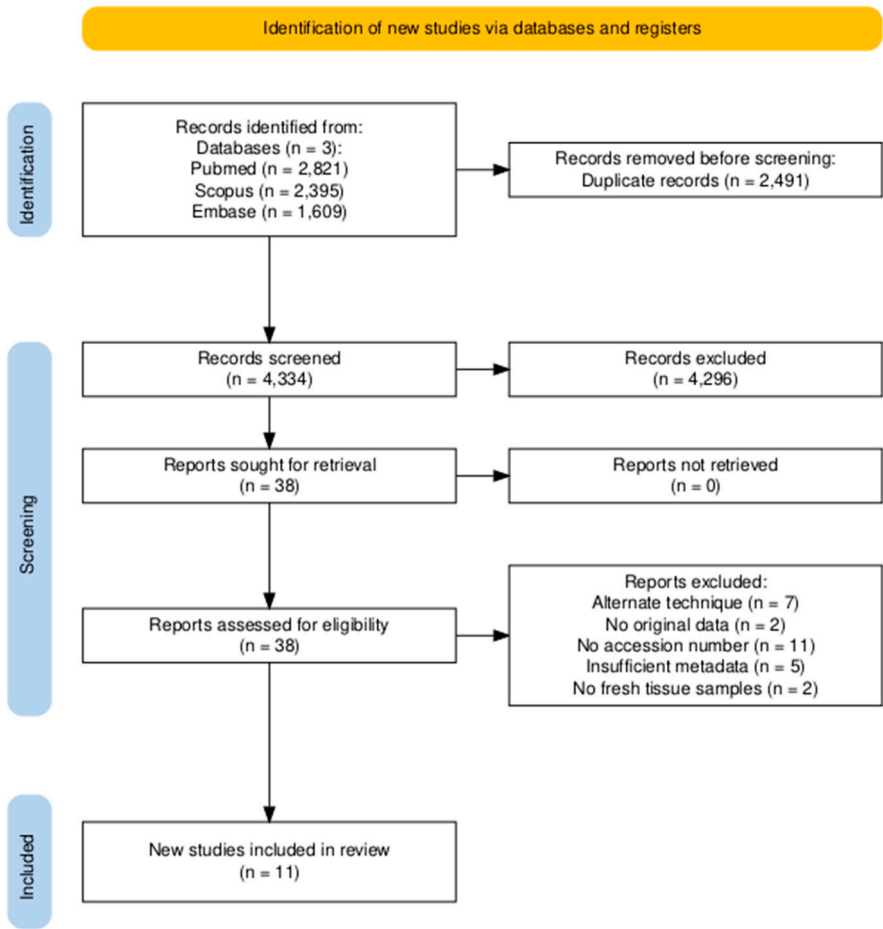 Identification of new studies via databases and registers
Identification
Records identified from:
Databases (n = 3):
Pubmed (n = 2,821)
Scopus (n = 2,395)
Embase (n = 1,609)
Records removed before screening:
Duplicate records (n = 2,491)
Screening
Records screened
(n = 4,334)
Records excluded
(n = 4,296)
Reports sought for retrieval
(n = 38)
Reports not retrieved
(n = 0)
Reports assessed for eligibility
(n = 38)
Reports excluded:
Alternate technique (n = 7)
No original data (n = 2)
No accession number (n = 11)
Insufficient metadata (n = 5)
No fresh tissue samples (n = 2)
Included
New studies included in review
(n = 11)